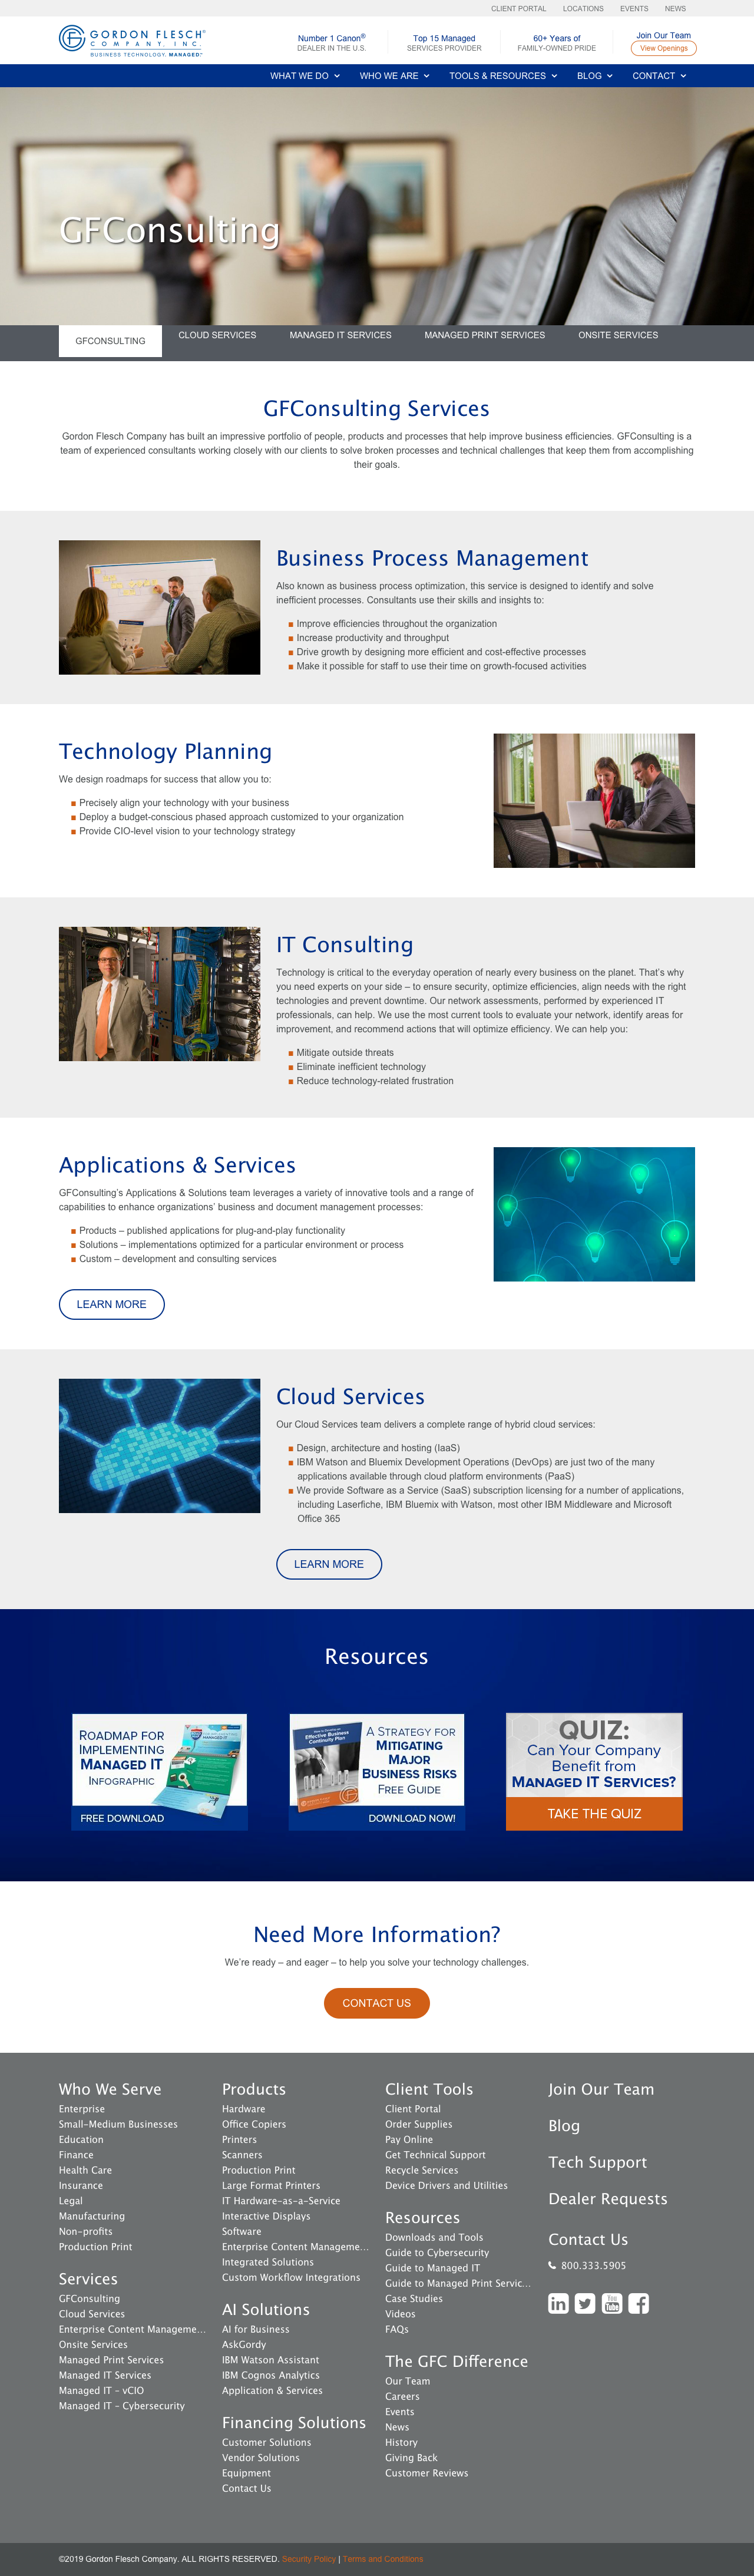 CLIENT PORTAL LOCATIONS EVENTS NEWS
GORDON FLESCH®
COMPANY, INC.
BUSINESS TECHNOLOGY, MANAGED.™
Number 1 Canon®
DEALER IN THE U.S.
Top 15 Managed
SERVICES PROVIDER
60+ Years of
FAMILY-OWNED PRIDE
Join Our Team
View Openings
WHAT WE DO WHO WE ARE TOOLS & RESOURCES BLOG CONTACT
GFConsulting
GFCONSULTING CLOUD SERVICES MANAGED IT SERVICES MANAGED PRINT SERVICES ONSITE SERVICES
GFConsulting Services
Gordon Flesch Company has built an impressive portfolio of people, products and processes that help improve business efficiencies. GFConsulting is a
team of experienced consultants working closely with our clients to solve broken processes and technical challenges that keep them from accomplishing
their goals.
Business Process Management
Also known as business process optimization, this service is designed to identify and solve
inefficient processes. Consultants use their skills and insights to:
Improve efficiencies throughout the organization
Increase productivity and throughput
Drive growth by designing more efficient and cost-effective processes
Make it possible for staff to use their time on growth-focused activities
Technology Planning
We design roadmaps for success that allow you to:
Precisely align your technology with your business
Deploy a budget-conscious phased approach customized to your organization
Provide CIO-level vision to your technology strategy
IT Consulting
Technology is critical to the everyday operation of nearly every business on the planet. That's why
you need experts on your side – to ensure security, optimize efficiencies, align needs with the right
technologies and prevent downtime. Our network assessments, performed by experienced IT
professionals, can help. We use the most current tools to evaluate your network, identify areas for
improvement, and recommend actions that will optimize efficiency. We can help you:
Mitigate outside threats
Eliminate inefficient technology
Reduce technology-related frustration
Applications & Services
GFConsulting's Applications & Solutions team leverages a variety of innovative tools and a range of
capabilities to enhance organizations' business and document management processes:
Products – published applications for plug-and-play functionality
Solutions – implementations optimized for a particular environment or process
Custom – development and consulting services
LEARN MORE
Cloud Services
Our Cloud Services team delivers a complete range of hybrid cloud services:
Design, architecture and hosting (IaaS)
IBM Watson and Bluemix Development Operations (DevOps) are just two of the many
applications available through cloud platform environments (PaaS)
We provide Software as a Service (SaaS) subscription licensing for a number of applications,
including Laserfiche, IBM Bluemix with Watson, most other IBM Middleware and Microsoft
Office 365
LEARN MORE
Resources
ROADMAP FOR
IMPLEMENTING
MANAGED IT
INFOGRAPHIC
FREE DOWNLOAD
Effective Business
Continuity Plan
A STRATEGY FOR
MITIGATING
MAJOR
BUSINESS RISKS
FREE GUIDE
DOWNLOAD NOW!
QUIZ:
Can Your Company
Benefit from
MANAGED IT SERVICES?
TAKE THE QUIZ
Need More Information?
We're ready – and eager – to help you solve your technology challenges.
CONTACT US
Who We Serve
Enterprise
Small-Medium Businesses
Education
Finance
Health Care
Insurance
Legal
Manufacturing
Non-profits
Production Print
Services
GFConsulting
Cloud Services
Enterprise Content Manageme...
Onsite Services
Managed Print Services
Managed IT Services
Managed IT - vCIO
Managed IT - Cybersecurity
Products
Hardware
Office Copiers
Printers
Scanners
Production Print
Large Format Printers
IT Hardware-as-a-Service
Interactive Displays
Software
Enterprise Content Manageme...
Integrated Solutions
Custom Workflow Integrations
AI Solutions
AI for Business
AskGordy
IBM Watson Assistant
IBM Cognos Analytics
Application & Services
Financing Solutions
Customer Solutions
Vendor Solutions
Equipment
Contact Us
Client Tools
Client Portal
Order Supplies
Pay Online
Get Technical Support
Recycle Services
Device Drivers and Utilities
Resources
Downloads and Tools
Guide to Cybersecurity
Guide to Managed IT
Guide to Managed Print Servic...
Case Studies
Videos
FAQs
The GFC Difference
Our Team
Careers
Events
News
History
Giving Back
Customer Reviews
Join Our Team
Blog
Tech Support
Dealer Requests
Contact Us
800.333.5905
You
Tube
©2019 Gordon Flesch Company. ALL RIGHTS RESERVED. Security Policy | Terms and Conditions